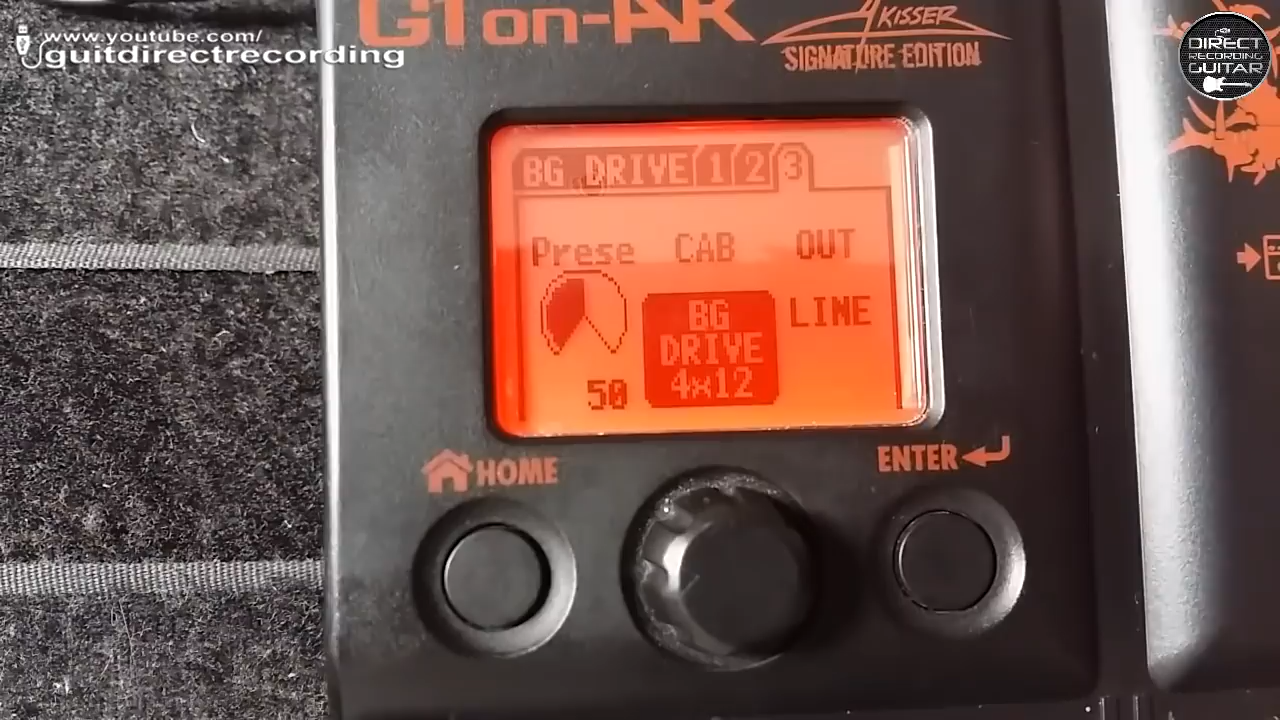 www.youtube.com/
guitdirectrecording
DIRECT
RECORDING
GUITAR
G1on-AK
AKISSER
SIGNATURE EDITION
BG DRIVE 1 2 3
Prese CAB OUT
BG DRIVE 4x12
LINE
50
HOME
ENTER